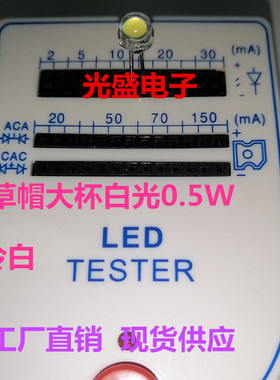 2 5 10 20 30 (mA)
光盛电子
20 50 70 150 (mA)
ACA
CAC
草帽大杯白光0.5W
冷白
LED
TESTER
工厂直销 现货供应